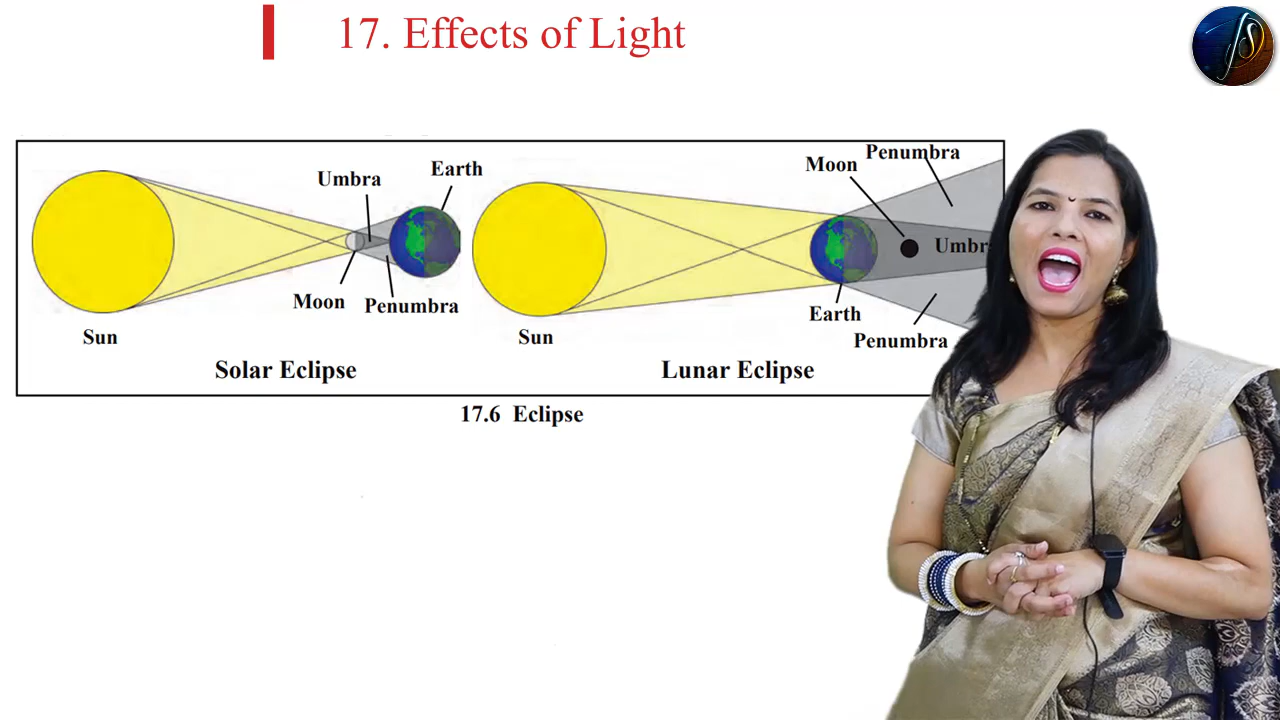 17. Effects of Light
Penumbra
Moon
Earth
Umbra
Umbr
Moon
Penumbra
Earth
Sun
Sun
Penumbra
Solar Eclipse
Lunar Eclipse
17.6 Eclipse